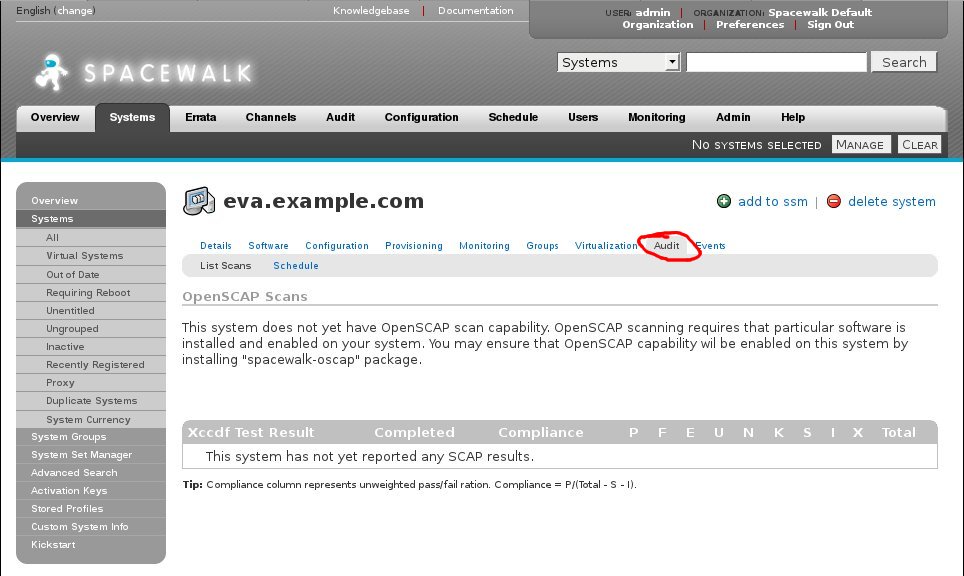 English (change) Knowledgebase | Documentation USER: admin | ORGANIZATION: Spacewalk Default
Organization | Preferences | Sign Out
SPACEWALK Systems Search
Overview Systems Errata Channels Audit Configuration Schedule Users Monitoring Admin Help
NO SYSTEMS SELECTED MANAGE CLEAR
Overview
Systems
All
Virtual Systems
Out of Date
Requiring Reboot
Unentitled
Ungrouped
Inactive
Recently Registered
Proxy
Duplicate Systems
System Currency
System Groups
System Set Manager
Advanced Search
Activation Keys
Stored Profiles
Custom System Info
Kickstart
eva.example.com add to ssm | delete system
Details Software Configuration Provisioning Monitoring Groups Virtualization Audit Events
List Scans Schedule
OpenSCAP Scans
This system does not yet have OpenSCAP scan capability. OpenSCAP scanning requires that particular software is
installed and enabled on your system. You may ensure that OpenSCAP capability wil be enabled on this system by
installing "spacewalk-oscap" package.
Xccdf Test Result Completed Compliance P F E U N K S I X Total
This system has not yet reported any SCAP results.
Tip: Compliance column represents unweighted pass/fail ration. Compliance = P/(Total - S - I).